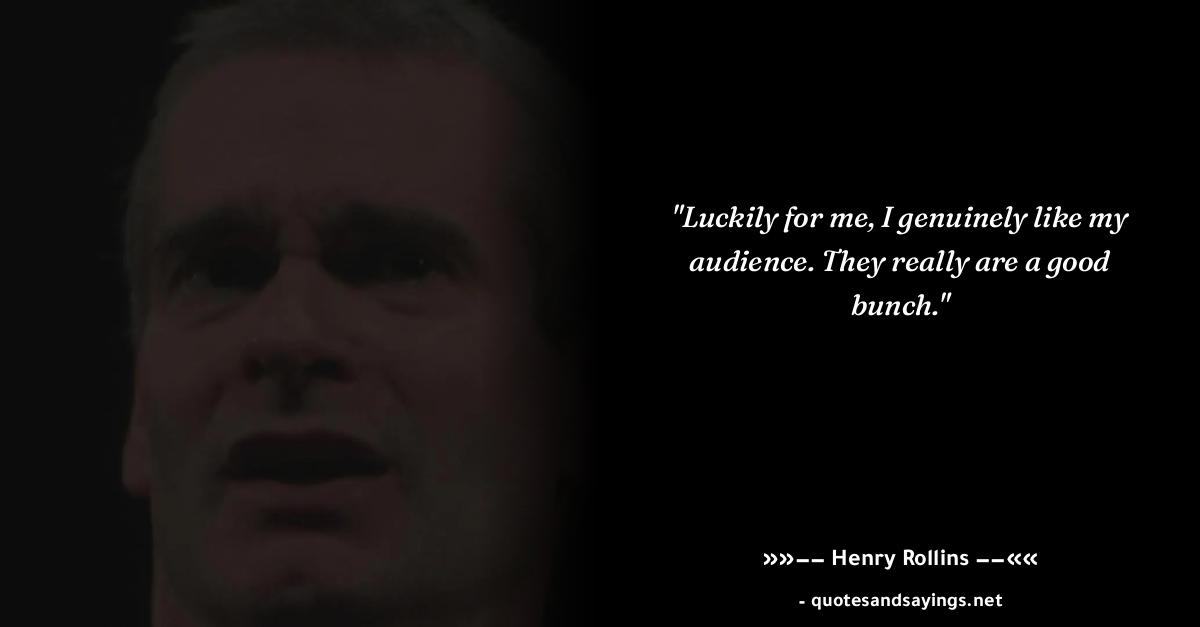 "Luckily for me, I genuinely like my
audience. They really are a good
bunch."
»»−− Henry Rollins −−««
- quotesandsayings.net